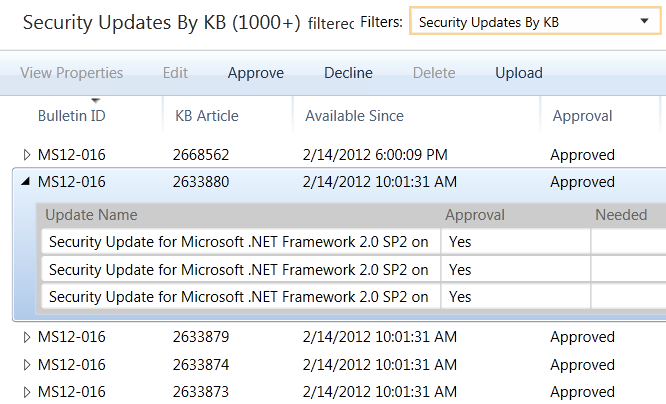 Security Updates By KB (1000+) filtered Filters: Security Updates By KB
View Properties Edit Approve Decline Delete Upload
Bulletin ID KB Article Available Since Approval
MS12-016 2668562 2/14/2012 6:00:09 PM Approved
MS12-016 2633880 2/14/2012 10:01:31 AM Approved
Update Name Approval Needed
Security Update for Microsoft .NET Framework 2.0 SP2 on Yes
Security Update for Microsoft .NET Framework 2.0 SP2 on Yes
Security Update for Microsoft .NET Framework 2.0 SP2 on Yes
MS12-016 2633879 2/14/2012 10:01:31 AM Approved
MS12-016 2633874 2/14/2012 10:01:31 AM Approved
MS12-016 2633873 2/14/2012 10:01:31 AM Approved